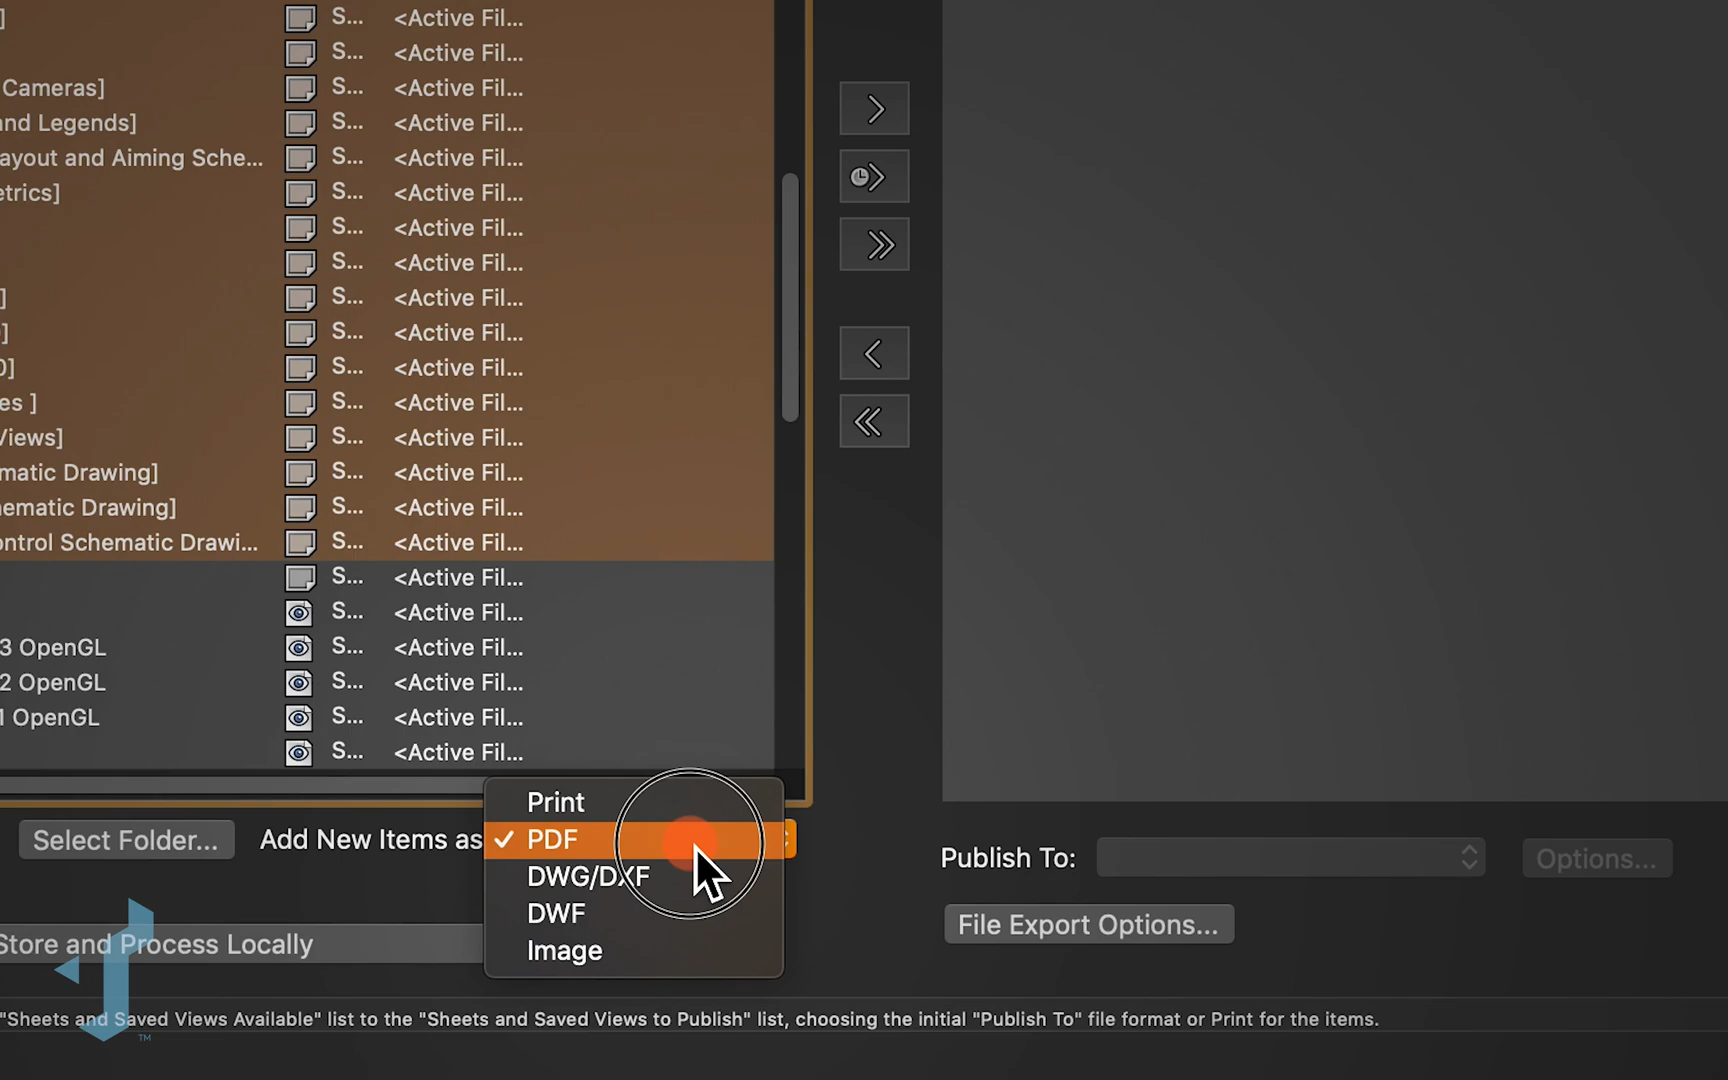 ]
S... <Active Fil...
S... <Active Fil...
Cameras] S... <Active Fil...
and Legends] S... <Active Fil...
ayout and Aiming Sche... S... <Active Fil...
etrics] S... <Active Fil...
S... <Active Fil...
S... <Active Fil...
] S... <Active Fil...
] S... <Active Fil...
0] S... <Active Fil...
es ] S... <Active Fil...
Views] S... <Active Fil...
matic Drawing] S... <Active Fil...
ematic Drawing] S... <Active Fil...
ontrol Schematic Drawi... S... <Active Fil...
S... <Active Fil...
S... <Active Fil...
3 OpenGL S... <Active Fil...
2 OpenGL S... <Active Fil...
1 OpenGL S... <Active Fil...
S... <Active Fil...
Select Folder... Add New Items as
Print
✓ PDF
DWG/DXF
DWF
Image
Publish To: Options...
File Export Options...
Store and Process Locally
"Sheets and Saved Views Available" list to the "Sheets and Saved Views to Publish" list, choosing the initial "Publish To" file format or Print for the items.
TM